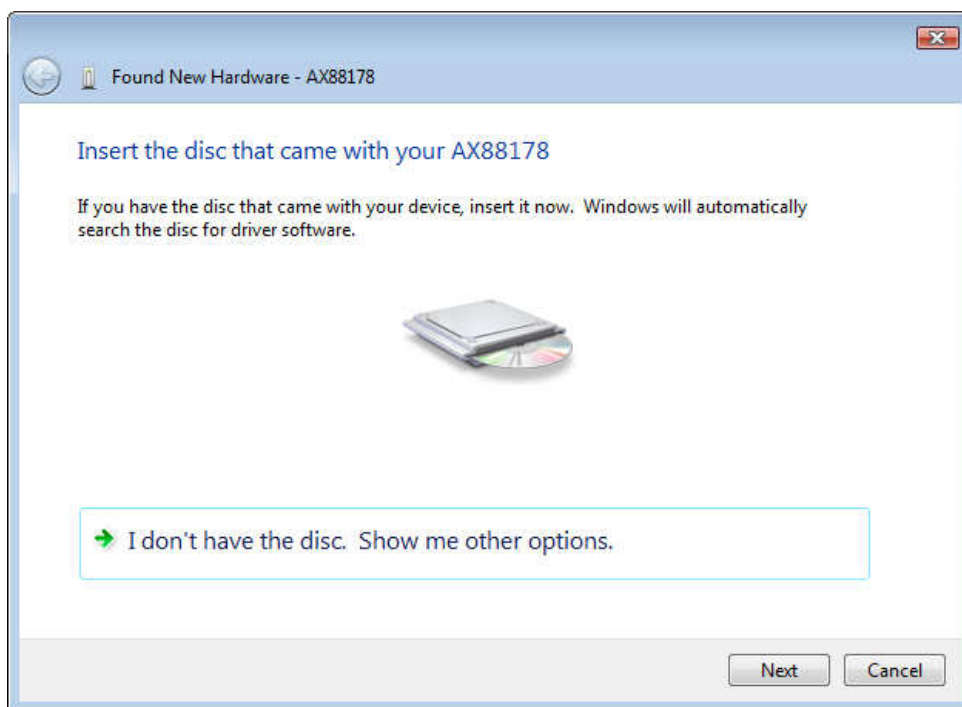 Found New Hardware - AX88178
Insert the disc that came with your AX88178
If you have the disc that came with your device, insert it now.  Windows will automatically
search the disc for driver software.
I don't have the disc.  Show me other options.
Next
Cancel